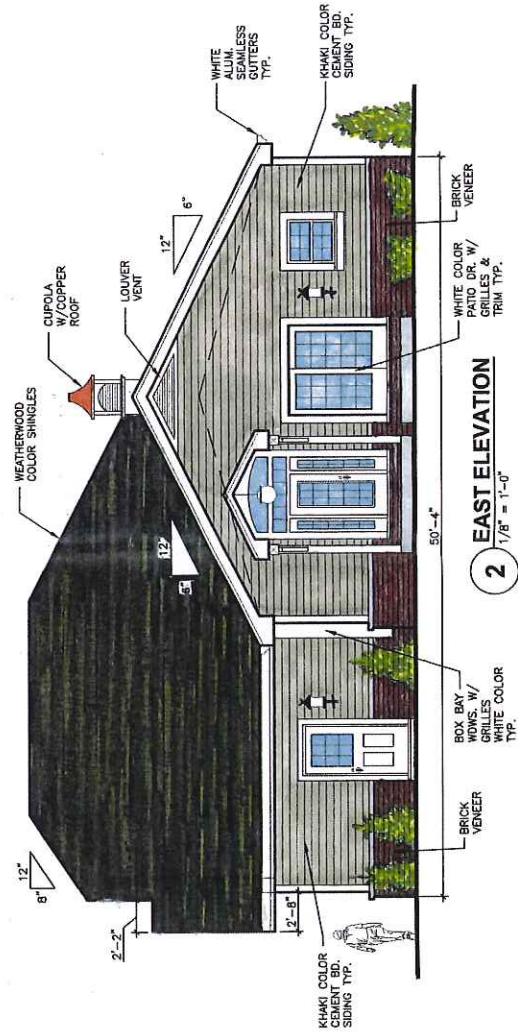 WEATHERWOOD
COLOR SHINGLES
CUPOLA
W/COPPER
ROOF
LOUVER
VENT
12"
6"
WHITE
ALUM.
SEAMLESS
GUTTERS
TYP.
KHAKI COLOR
CEMENT BD.
SIDING TYP.
12"
8"
2'-2"
2'-8"
12"
6"
KHAKI COLOR
CEMENT BD.
SIDING TYP.
BRICK
VENEER
BOX BAY
WDWS. W/
GRILLES
WHITE COLOR
TYP.
50'-4"
WHITE COLOR
PATIO DR. W/
GRILLES &
TRIM TYP.
BRICK
VENEER
2
EAST ELEVATION
1/8" = 1'-0"